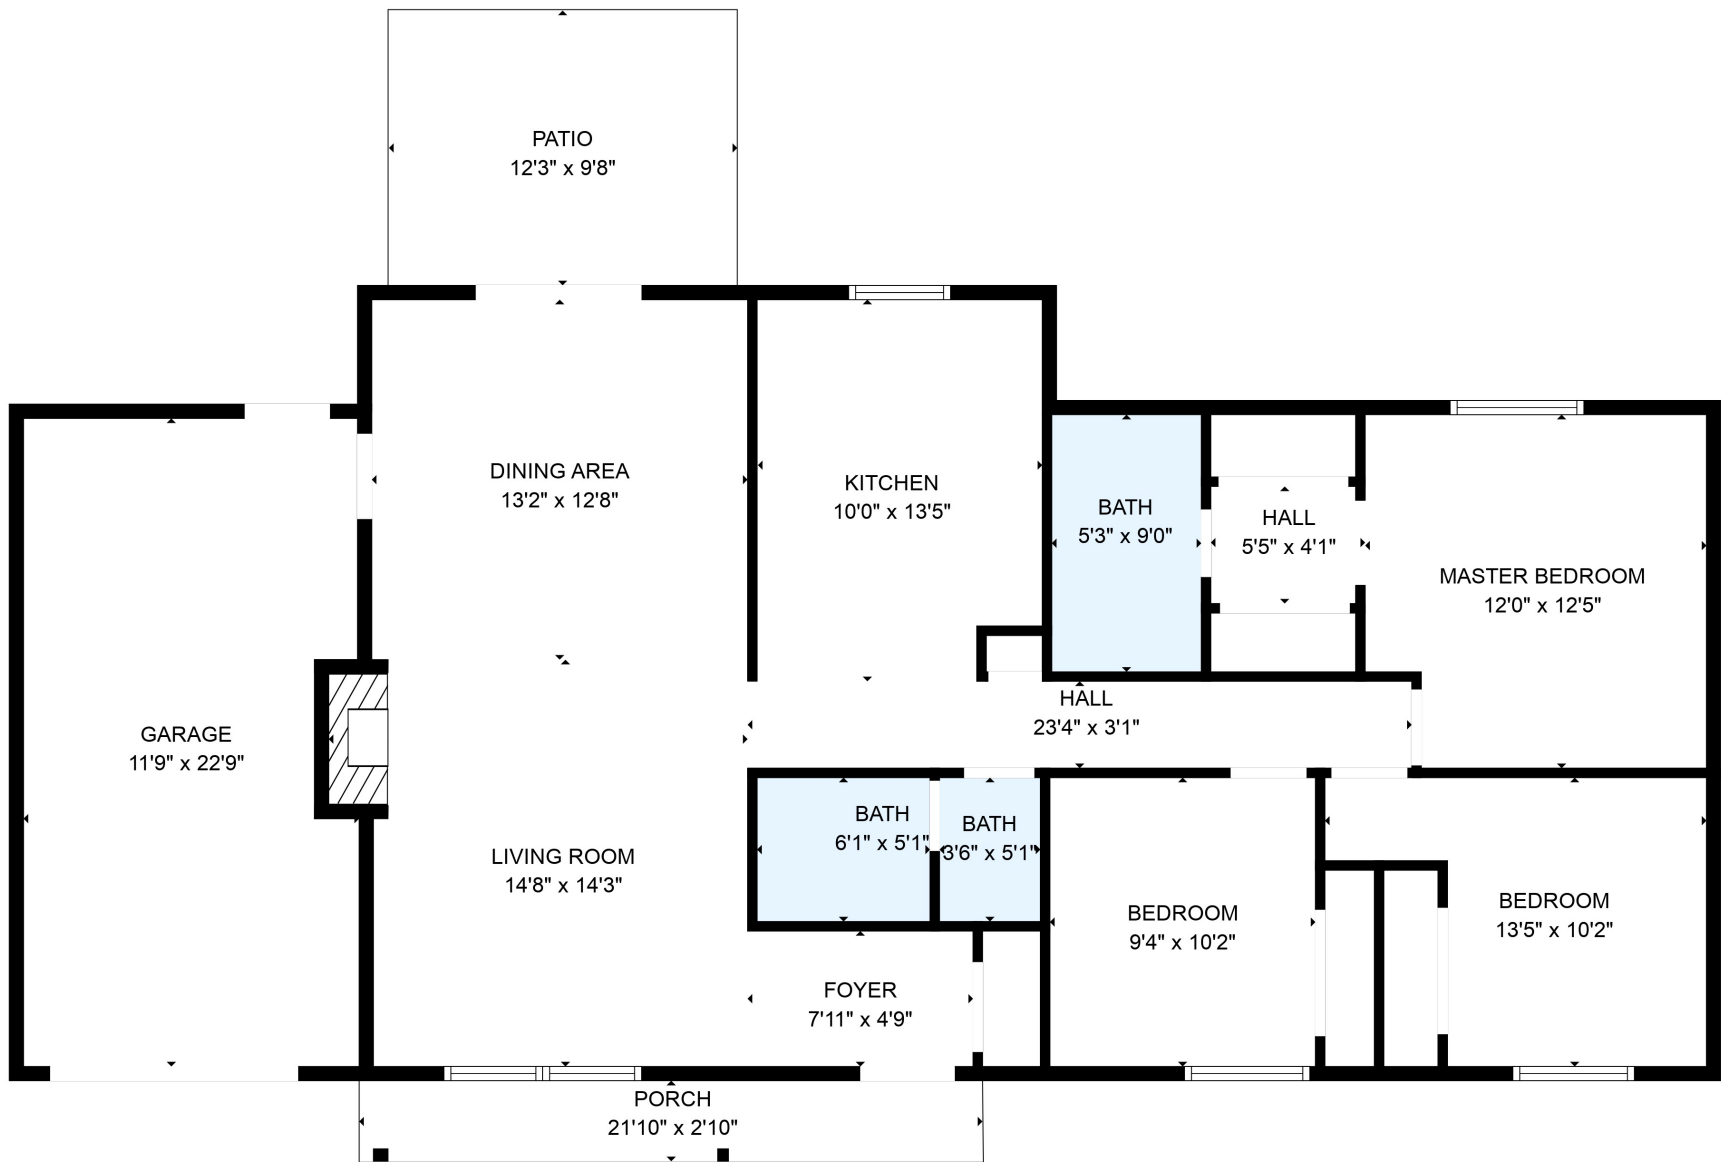 PATIO
12'3" x 9'8"
DINING AREA
13'2" x 12'8"
KITCHEN
10'0" x 13'5"
BATH
5'3" x 9'0"
HALL
5'5" x 4'1"
MASTER BEDROOM
12'0" x 12'5"
GARAGE
11'9" x 22'9"
HALL
23'4" x 3'1"
LIVING ROOM
14'8" x 14'3"
BATH
6'1" x 5'1"
BATH
3'6" x 5'1"
BEDROOM
9'4" x 10'2"
BEDROOM
13'5" x 10'2"
FOYER
7'11" x 4'9"
PORCH
21'10" x 2'10"